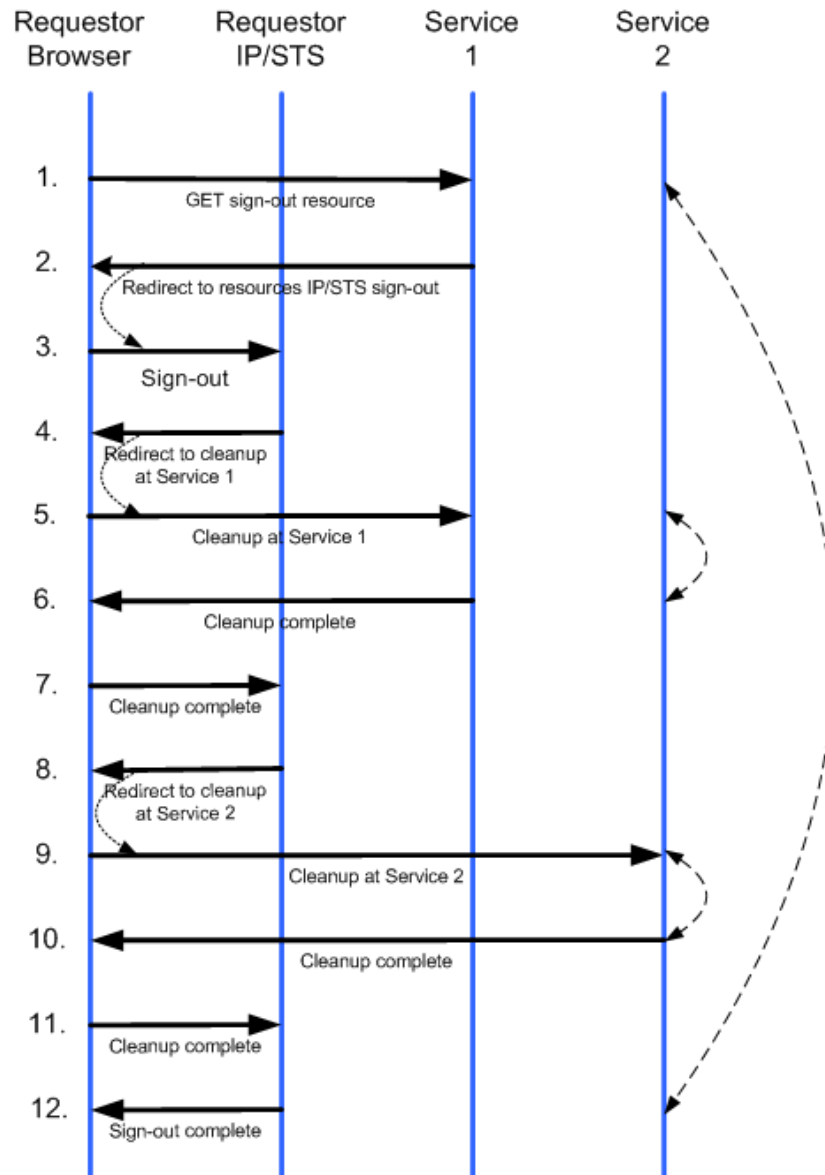 Requestor Browser
Requestor IP/STS
Service 1
Service 2
1.
GET sign-out resource
2.
Redirect to resources IP/STS sign-out
3.
Sign-out
4.
Redirect to cleanup
at Service 1
5.
Cleanup at Service 1
6.
Cleanup complete
7.
Cleanup complete
8.
Redirect to cleanup
at Service 2
9.
Cleanup at Service 2
10.
Cleanup complete
11.
Cleanup complete
12.
Sign-out complete